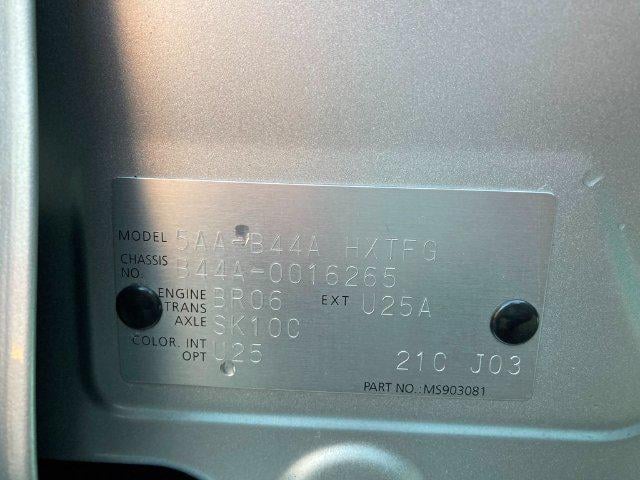 MODEL 5AA-B44A HXTFG
CHASSIS NO. B44A-0016265
ENGINE BR06 EXT U25A
TRANS AXLE SK10C
COLOR. INT U25
OPT 21C J03
PART NO.:MS903081